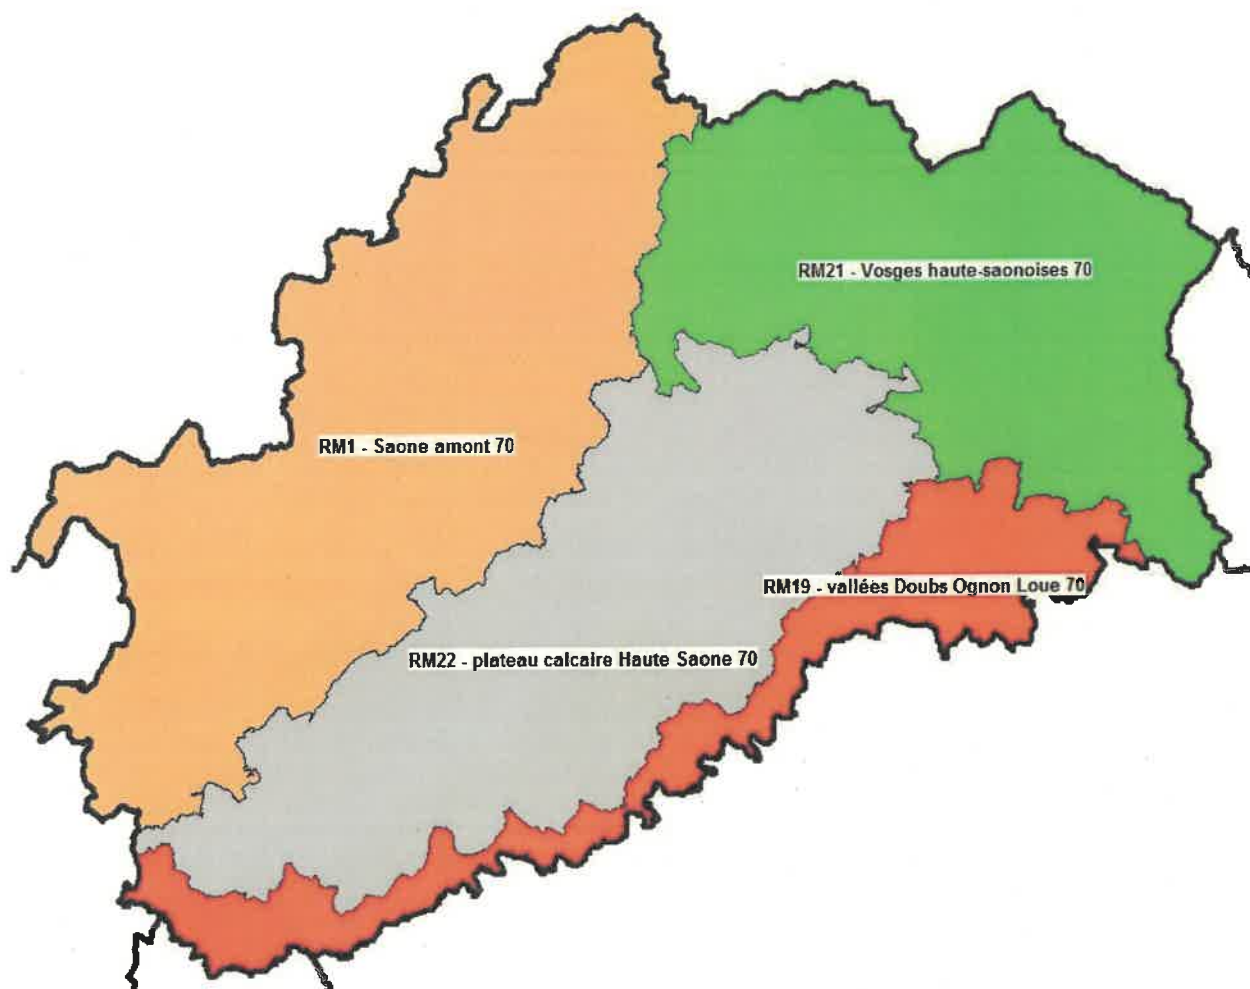 RM21 - Vosges haute-saonoises 70
RM1 - Saone amont 70
RM19 - vallées Doubs Ognon Loue 70
RM22 - plateau calcaire Haute Saone 70